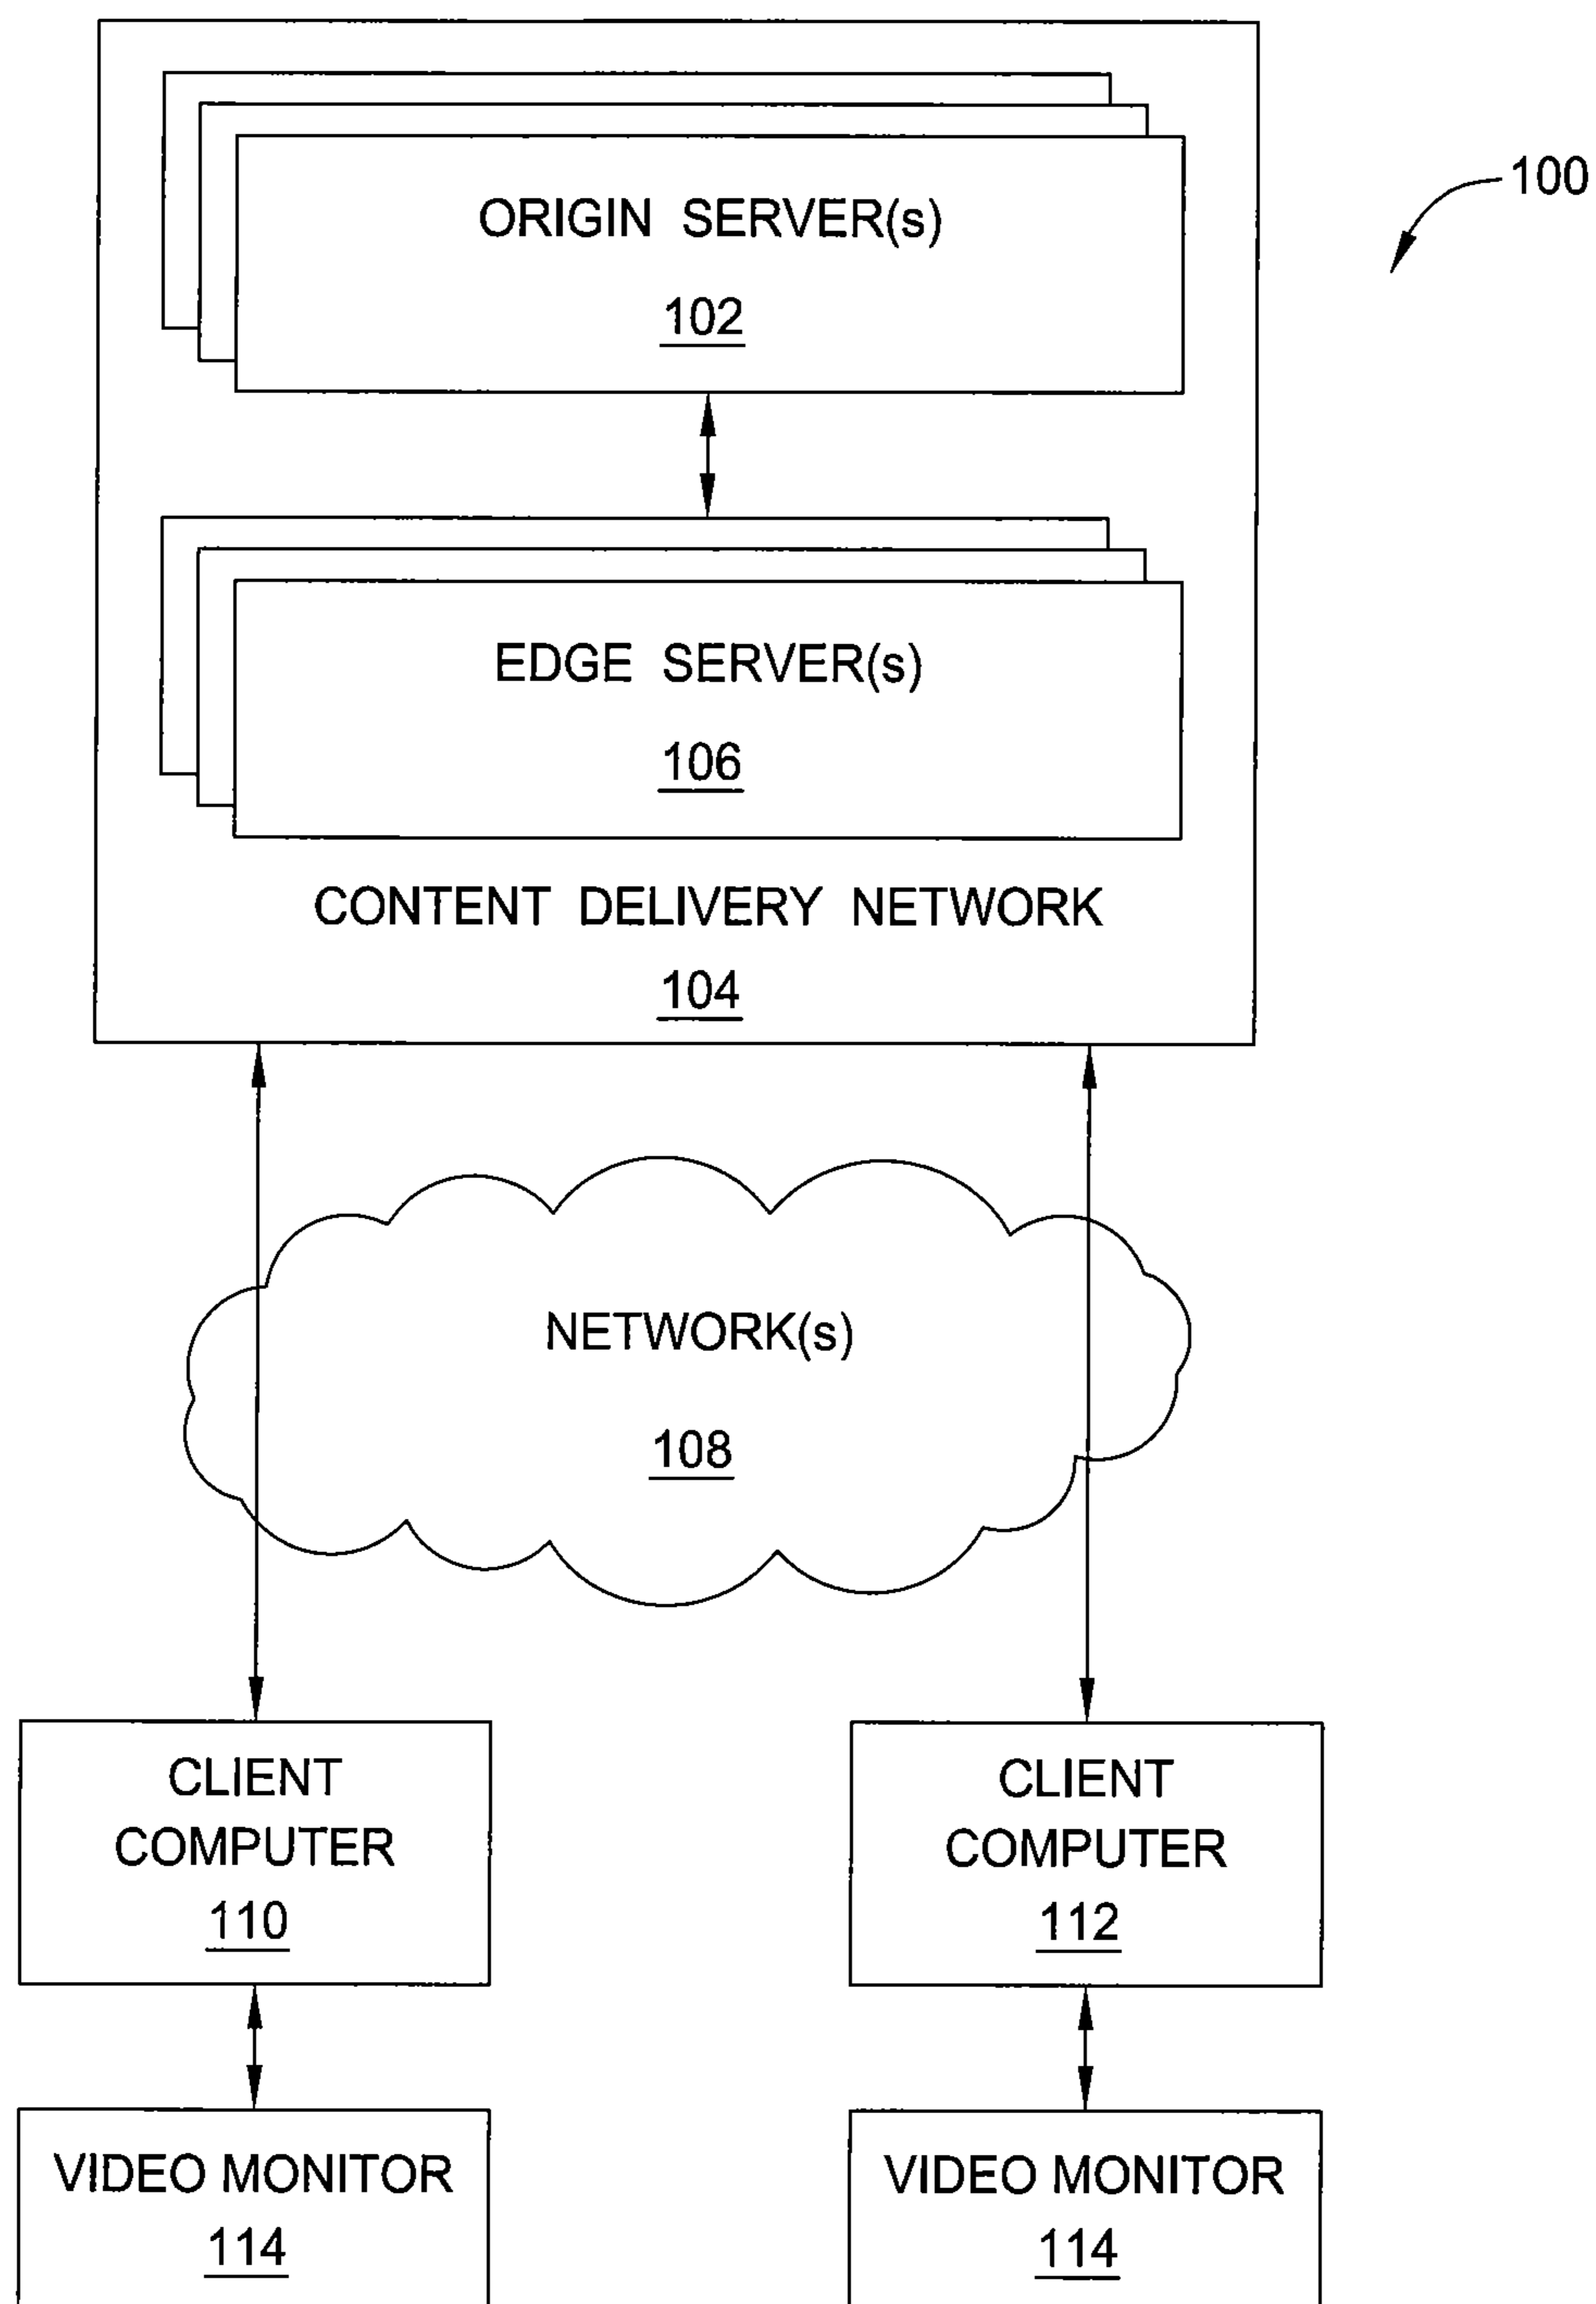 100
ORIGIN SERVER(s)
102
EDGE SERVER(s)
106
CONTENT DELIVERY NETWORK
104
NETWORK(s)
108
CLIENT
COMPUTER
110
CLIENT
COMPUTER
112
VIDEO MONITOR
114
VIDEO MONITOR
114